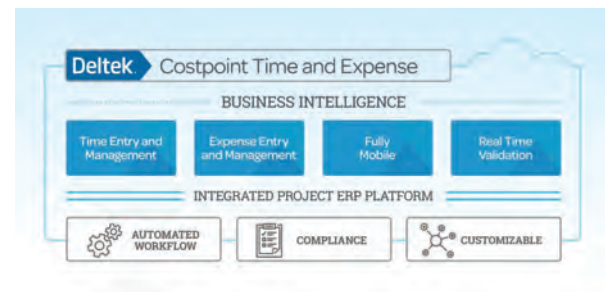 Deltek. Costpoint Time and Expense
BUSINESS INTELLIGENCE
Time Entry and
Management
Expense Entry
and Management
Fully
Mobile
Real Time
Validation
INTEGRATED PROJECT ERP PLATFORM
AUTOMATED
WORKFLOW
COMPLIANCE
CUSTOMIZABLE